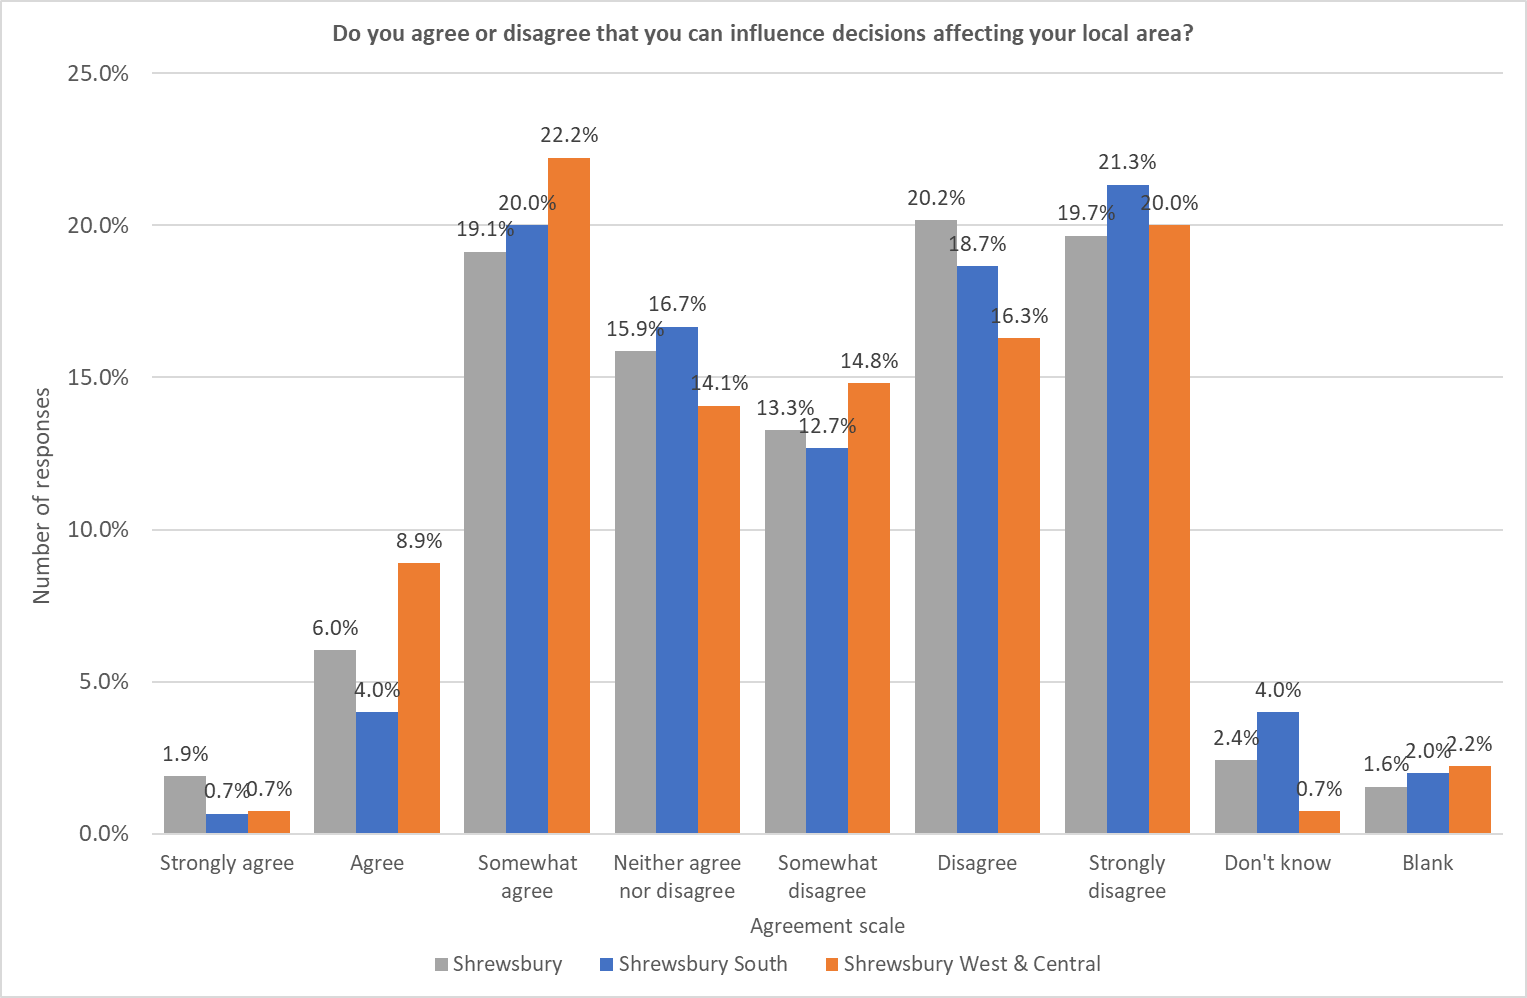 Do you agree or disagree that you can influence decisions affecting your local area?
25.0%
20.0%
15.0%
10.0%
5.0%
0.0%
Number of responses
1.9%
0.7%
0.7%
6.0%
4.0%
8.9%
19.1%
20.0%
22.2%
15.9%
16.7%
14.1%
13.3%
12.7%
14.8%
20.2%
18.7%
16.3%
19.7%
21.3%
20.0%
2.4%
4.0%
0.7%
1.6%
2.0%
2.2%
Strongly agree
Agree
Somewhat
agree
Neither agree
nor disagree
Somewhat
disagree
Disagree
Strongly
disagree
Don't know
Blank
Agreement scale
Shrewsbury
Shrewsbury South
Shrewsbury West & Central